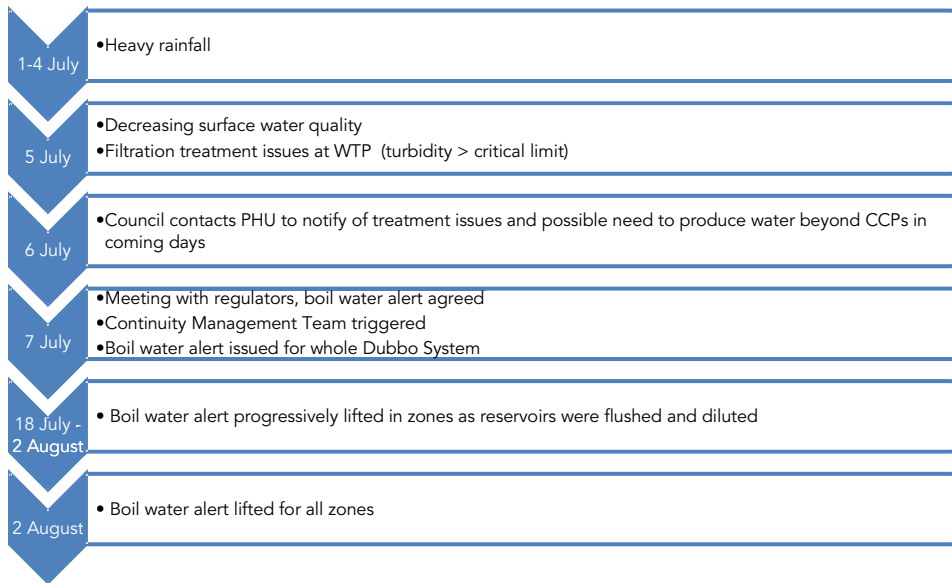 1-4 July
•Heavy rainfall
5 July
•Decreasing surface water quality
•Filtration treatment issues at WTP (turbidity > critical limit)
6 July
•Council contacts PHU to notify of treatment issues and possible need to produce water beyond CCPs in
coming days
7 July
•Meeting with regulators, boil water alert agreed
•Continuity Management Team triggered
•Boil water alert issued for whole Dubbo System
18 July -
2 August
• Boil water alert progressively lifted in zones as reservoirs were flushed and diluted
2 August
• Boil water alert lifted for all zones